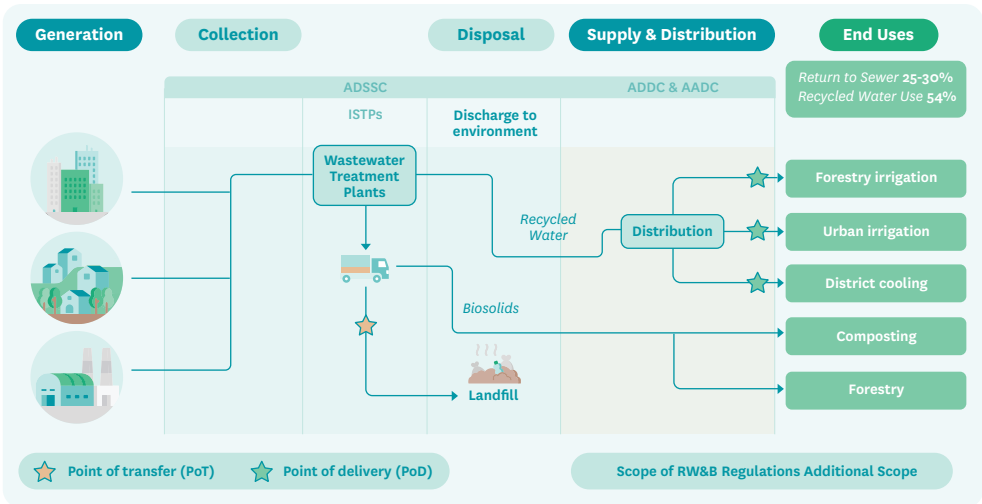 Generation
Collection
Disposal
Supply & Distribution
End Uses
Return to Sewer 25-30%
Recycled Water Use 54%
ADSSC
ADDC & AADC
ISTPs
Discharge to
environment
Wastewater
Treatment
Plants
Recycled
Water
Distribution
Forestry irrigation
Urban irrigation
District cooling
Biosolids
Composting
Landfill
Forestry
Point of transfer (PoT)
Point of delivery (PoD)
Scope of RW&B Regulations Additional Scope